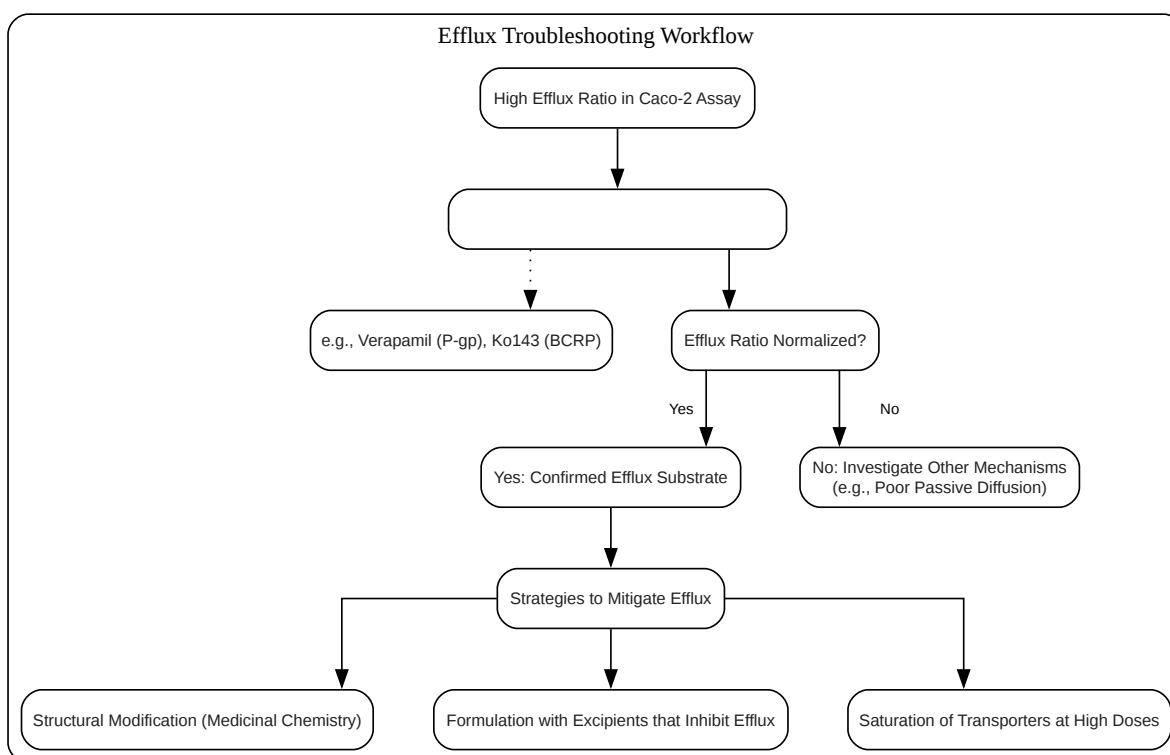 Efflux Troubleshooting Workflow
High Efflux Ratio in Caco-2 Assay
e.g., Verapamil (P-gp), Ko143 (BCRP)
Efflux Ratio Normalized?
Yes
No
Yes: Confirmed Efflux Substrate
No: Investigate Other Mechanisms
(e.g., Poor Passive Diffusion)
Strategies to Mitigate Efflux
Structural Modification (Medicinal Chemistry)
Formulation with Excipients that Inhibit Efflux
Saturation of Transporters at High Doses